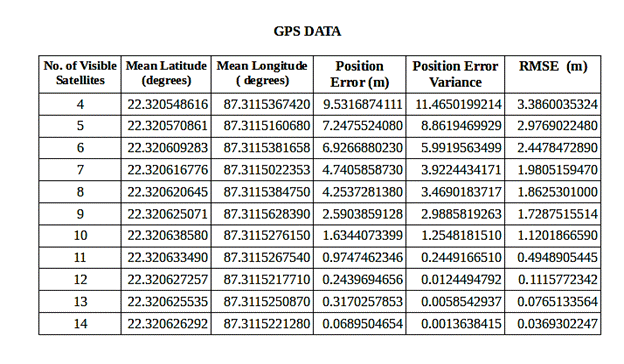 GPS DATA
No. of Visible Satellites Mean Latitude (degrees) Mean Longitude ( degrees) Position Error (m) Position Error Variance RMSE (m)
4 22.320548616 87.3115367420 9.5316874111 11.4650199214 3.3860035324
5 22.320570861 87.3115160680 7.2475524080 8.8619469929 2.9769022480
6 22.320609283 87.3115381658 6.9266880230 5.9919563499 2.4478472890
7 22.320616776 87.3115022353 4.7405858730 3.9224434171 1.9805159470
8 22.320620645 87.3115384750 4.2537281380 3.4690183717 1.8625301000
9 22.320625071 87.3115628390 2.5903859128 2.9885819263 1.7287515514
10 22.320638580 87.3115276150 1.6344073399 1.2548181510 1.1201866590
11 22.320633490 87.3115267540 0.9747462346 0.2449166510 0.4948905445
12 22.320627257 87.3115217710 0.2439694656 0.0124494792 0.1115772342
13 22.320625535 87.3115250870 0.3170257853 0.0058542937 0.0765133564
14 22.320626292 87.3115221280 0.0689504654 0.0013638415 0.0369302247